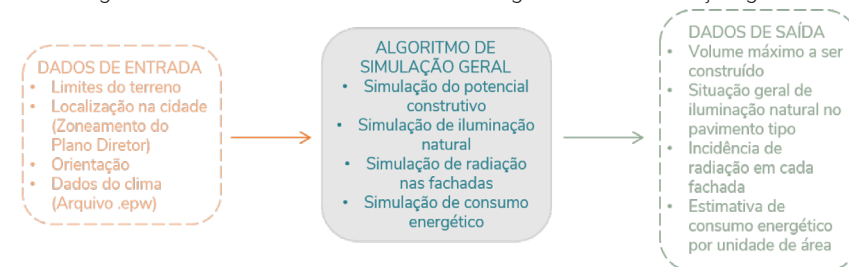 DADOS DE ENTRADA
• Limites do terreno
• Localização na cidade
(Zoneamento do
Plano Diretor)
• Orientação
• Dados do clima
(Arquivo .epw)
ALGORITMO DE
SIMULAÇÃO GERAL
• Simulação do potencial
construtivo
• Simulação de iluminação
natural
• Simulação de radiação
nas fachadas
• Simulação de consumo
energético
DADOS DE SAÍDA
• Volume máximo a ser
construído
• Situação geral de
iluminação natural no
pavimento tipo
• Incidência de
radiação em cada
fachada
• Estimativa de
consumo energético
por unidade de área